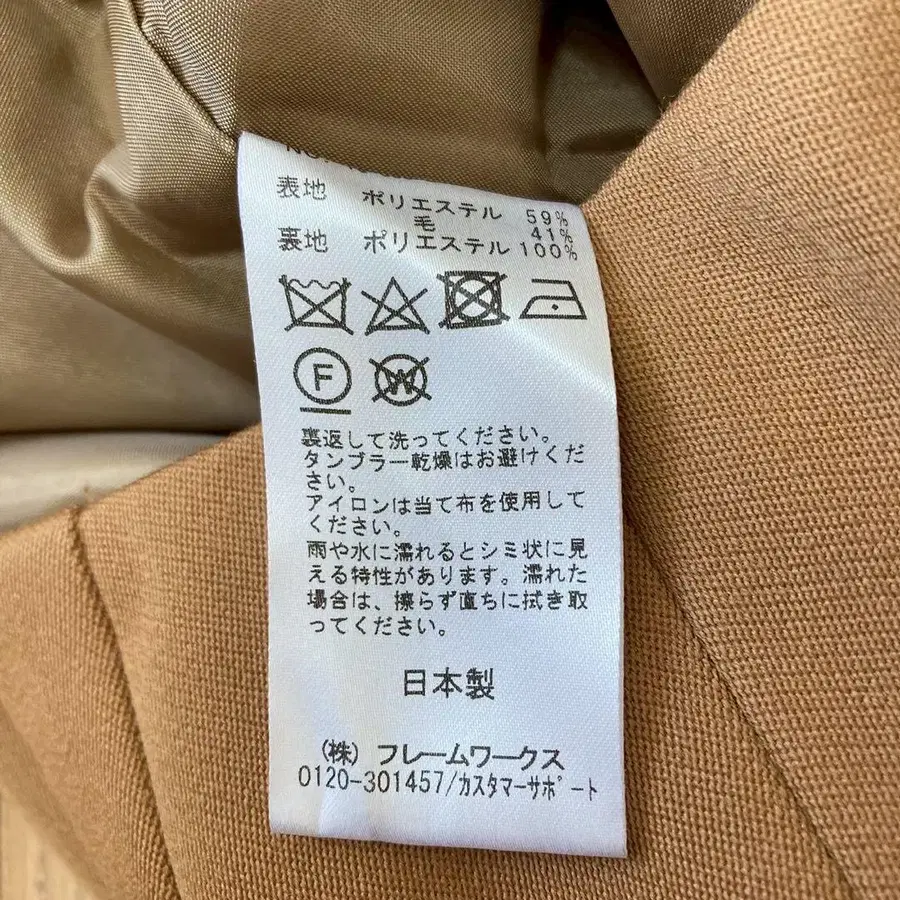 表地 ポリエステル 59%
毛 41%
裏地 ポリエステル 100%
F
W
裏返して洗ってください。
タンブラー乾燥はお避けくだ
さい。
アイロンは当て布を使用して
ください。
雨や水に濡れるとシミ状に見
える特性があります。濡れた
場合は、擦らず直ちに拭き取
ってください。
日本製
(株) フレームワークス
0120-301457/カスタマーサポート